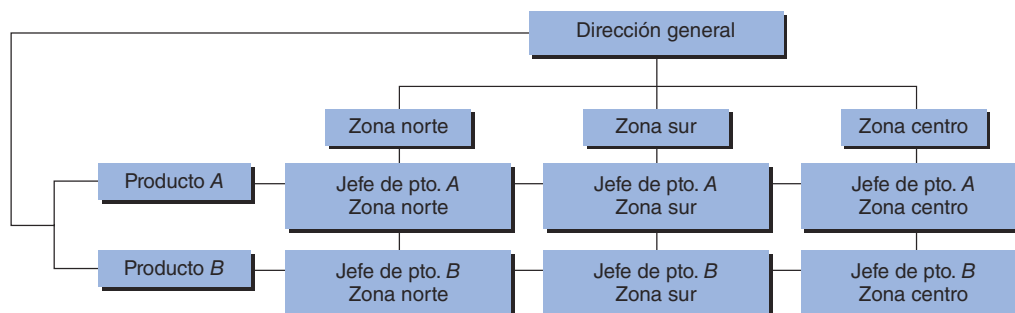 Dirección general
Zona norte
Zona sur
Zona centro
Producto A
Jefe de pto. A
Zona norte
Jefe de pto. A
Zona sur
Jefe de pto. A
Zona centro
Producto B
Jefe de pto. B
Zona norte
Jefe de pto. B
Zona sur
Jefe de pto. B
Zona centro